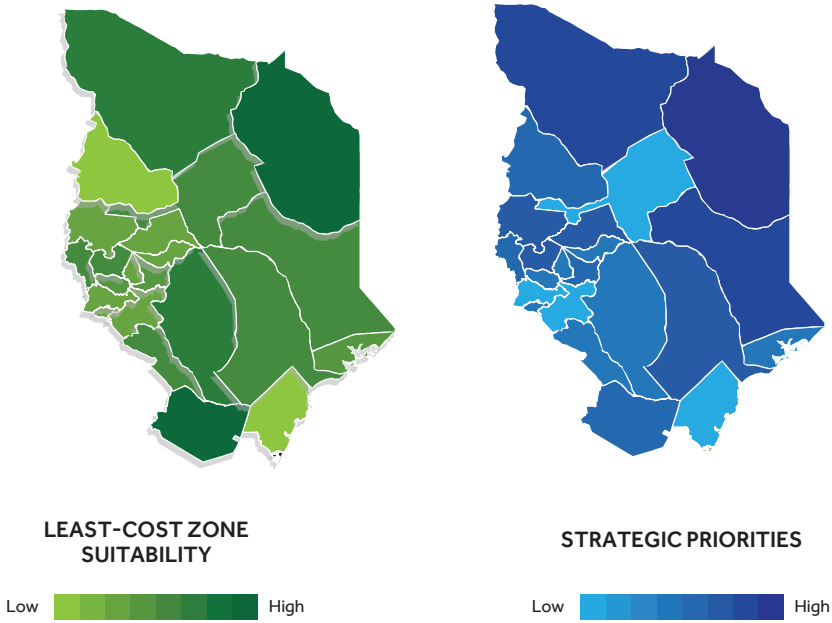 LEAST-COST ZONE
SUITABILITY
Low
High
STRATEGIC PRIORITIES
Low
High